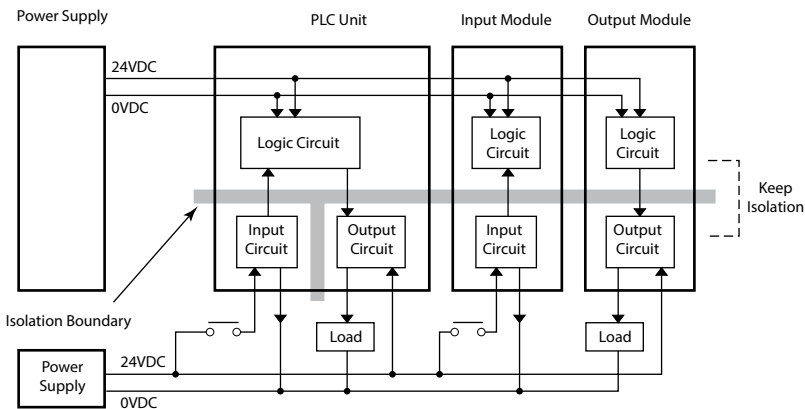 Power Supply
PLC Unit
Input Module
Output Module
24VDC
0VDC
Logic Circuit
Logic
Circuit
Logic
Circuit
Keep
Isolation
Input
Circuit
Output
Circuit
Input
Circuit
Output
Circuit
Isolation Boundary
Load
Load
Power
Supply
24VDC
0VDC